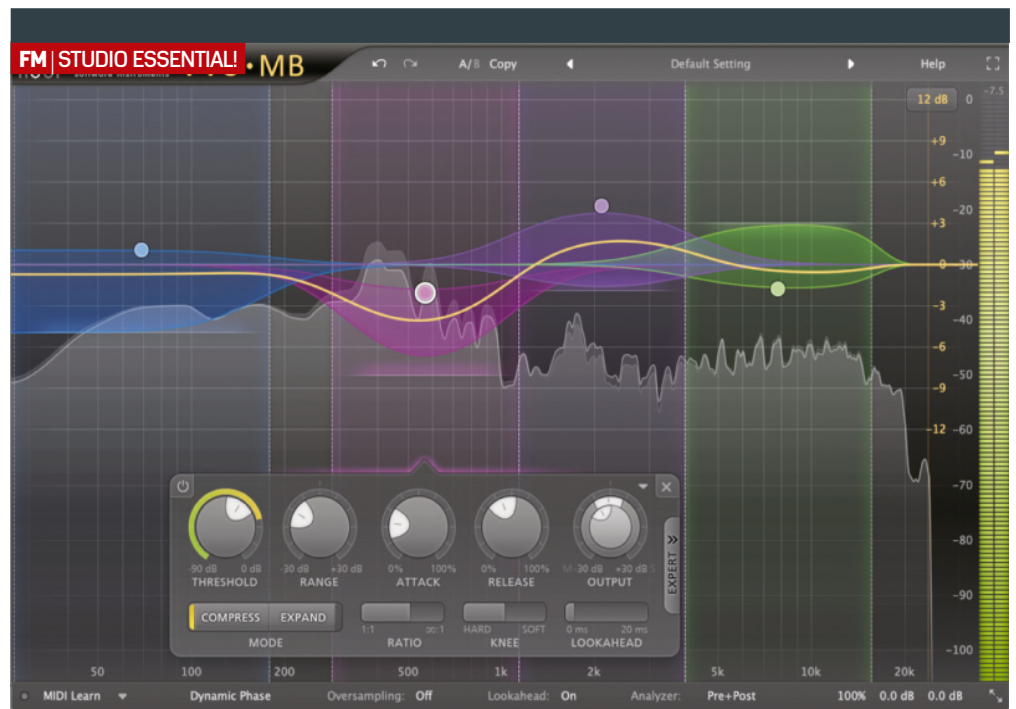 FM | STUDIO ESSENTIAL!
· MB
A/B Copy Default Setting Help
12 dB 0 -7.5
+9
-10
+6
-20
+3
0 -30
-3
-40
-6
-50
-9
-12 -60
-70
-80
-90
-100
-90 dB 0 dB -30 dB +30 dB 0% 100% 0% 100% M -30 dB +30 dB S
THRESHOLD RANGE ATTACK RELEASE OUTPUT
EXPERT
COMPRESS EXPAND
1:1 ∞:1 HARD SOFT 0 ms 20 ms
MODE RATIO KNEE LOOKAHEAD
50 100 200 500 1k 2k 5k 10k 20k
MIDI Learn Dynamic Phase Oversampling: Off Lookahead: On Analyzer: Pre+Post 100% 0.0 dB 0.0 dB